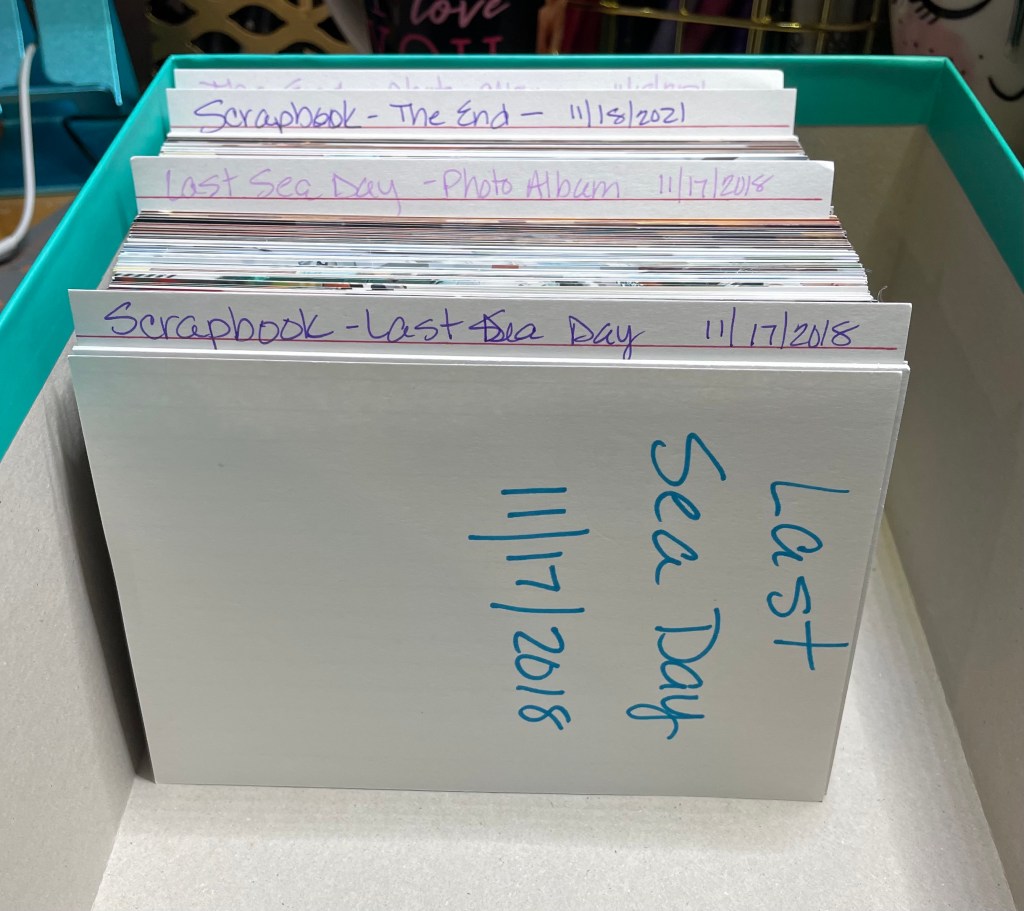 love
YOU
Scrapbook - The End - 11/18/2021
Last Sea Day - Photo Album 11/17/2018
Scrapbook - Last Sea Day 11/17/2018
Last
Sea Day
11/17/2018